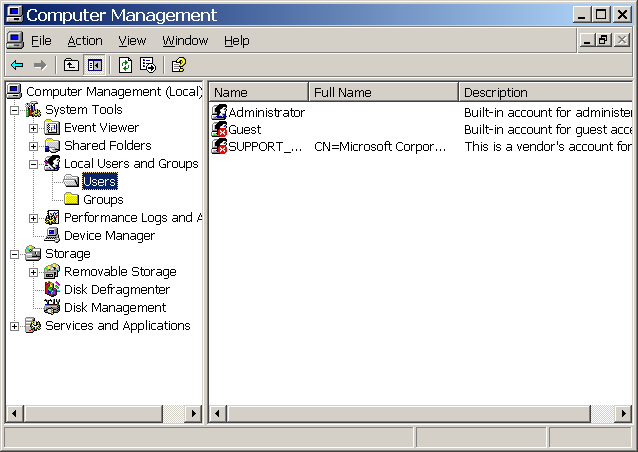 Computer Management
File Action View Window Help
Computer Management (Local)
System Tools
Event Viewer
Shared Folders
Local Users and Groups
Users
Groups
Performance Logs and A
Device Manager
Storage
Removable Storage
Disk Defragmenter
Disk Management
Services and Applications
Name Full Name Description
Administrator Built-in account for administe
Guest Built-in account for guest acce
SUPPORT_... CN=Microsoft Corpor... This is a vendor's account for